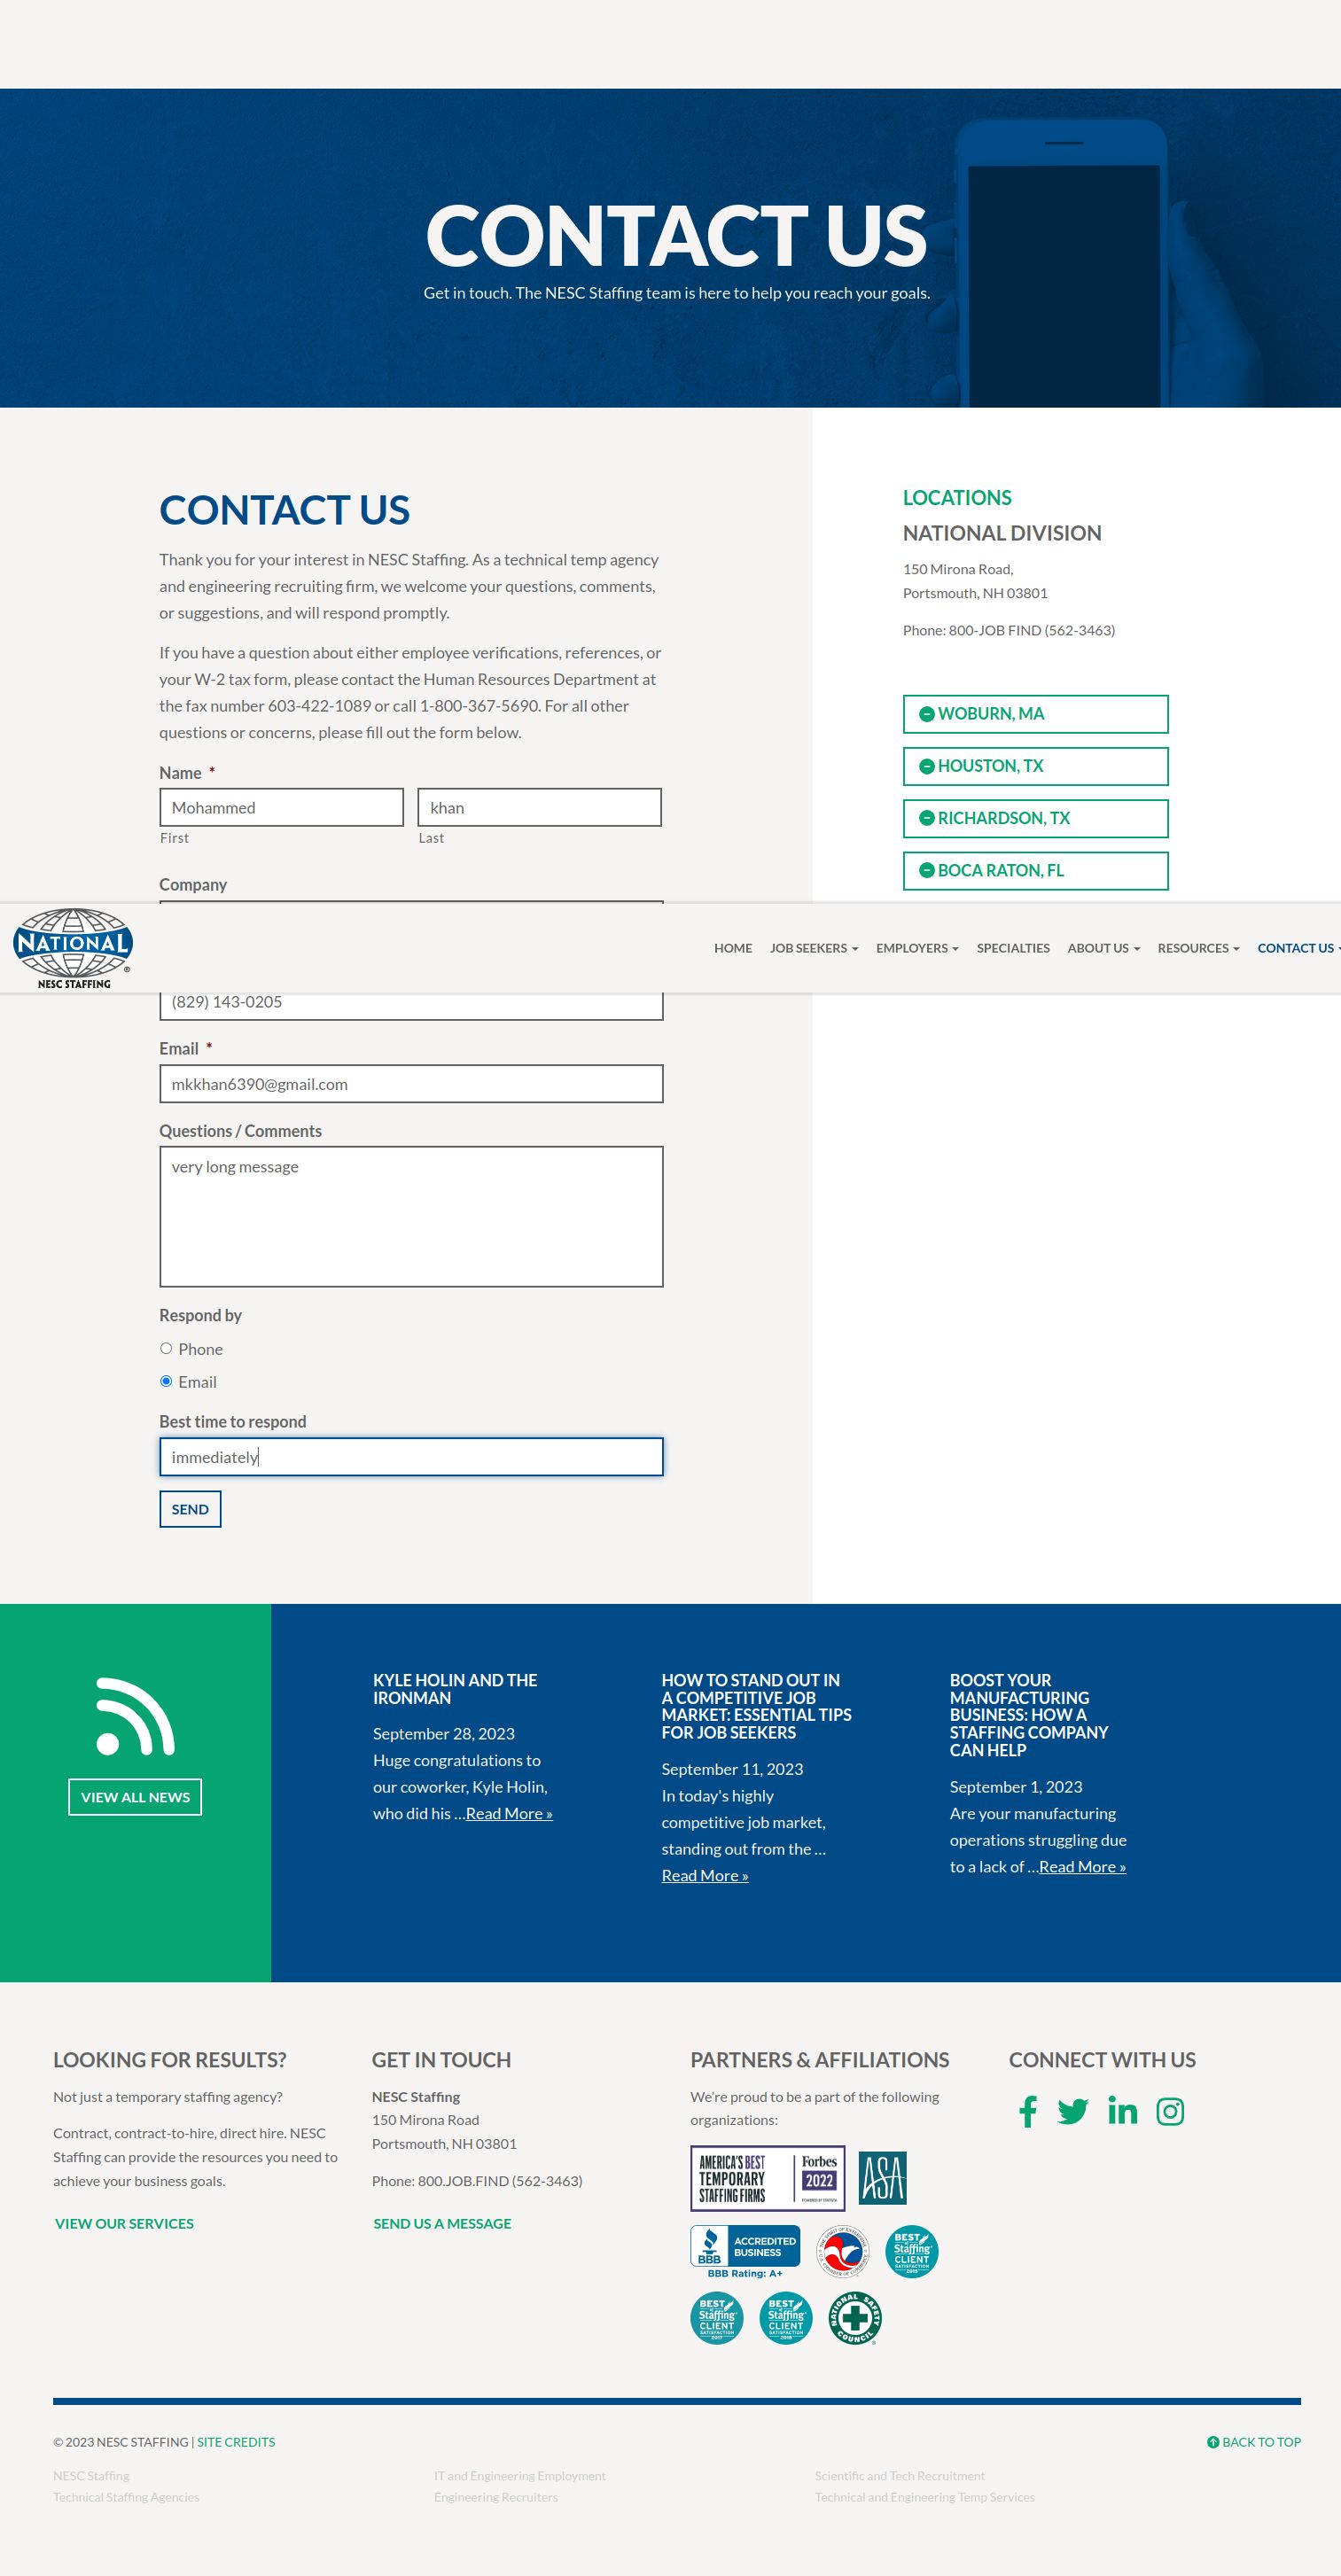 CONTACT US
Get in touch. The NESC Staffing team is here to help you reach your goals.
CONTACT US
Thank you for your interest in NESC Staffing. As a technical temp agency
and engineering recruiting firm, we welcome your questions, comments,
or suggestions, and will respond promptly.
If you have a question about either employee verifications, references, or
your W-2 tax form, please contact the Human Resources Department at
the fax number 603-422-1089 or call 1-800-367-5690. For all other
questions or concerns, please fill out the form below.
Name *
Mohammed
khan
First
Last
Company
LOCATIONS
NATIONAL DIVISION
150 Mirona Road,
Portsmouth, NH 03801
Phone: 800-JOB FIND (562-3463)
WOBURN, MA
HOUSTON, TX
RICHARDSON, TX
BOCA RATON, FL
NATIONAL
®
NESC STAFFING
HOME JOB SEEKERS EMPLOYERS SPECIALTIES ABOUT US RESOURCES CONTACT US
(829) 143-0205
Email *
mkkhan6390@gmail.com
Questions / Comments
very long message
Respond by
Phone
Email
Best time to respond
immediately
SEND
VIEW ALL NEWS
KYLE HOLIN AND THE
IRONMAN
September 28, 2023
Huge congratulations to
our coworker, Kyle Holin,
who did his ...Read More »
HOW TO STAND OUT IN
A COMPETITIVE JOB
MARKET: ESSENTIAL TIPS
FOR JOB SEEKERS
September 11, 2023
In today's highly
competitive job market,
standing out from the ...
Read More »
BOOST YOUR
MANUFACTURING
BUSINESS: HOW A
STAFFING COMPANY
CAN HELP
September 1, 2023
Are your manufacturing
operations struggling due
to a lack of ...Read More »
LOOKING FOR RESULTS?
Not just a temporary staffing agency?
Contract, contract-to-hire, direct hire. NESC
Staffing can provide the resources you need to
achieve your business goals.
VIEW OUR SERVICES
GET IN TOUCH
NESC Staffing
150 Mirona Road
Portsmouth, NH 03801
Phone: 800.JOB.FIND (562-3463)
SEND US A MESSAGE
PARTNERS & AFFILIATIONS
We're proud to be a part of the following
organizations:
AMERICA'S BEST
TEMPORARY
STAFFING FIRMS
Forbes
2022
POWERED BY STATISTA
ASA
BBB
ACCREDITED
BUSINESS
BBB Rating: A+
BEST
Staffing
CLIENT
SATISFACTION
BEST
Staffing
CLIENT
SATISFACTION
BEST
Staffing
CLIENT
SATISFACTION
NATIONAL SAFETY
COUNCIL
CONNECT WITH US
© 2023 NESC STAFFING | SITE CREDITS
BACK TO TOP
NESC Staffing
Technical Staffing Agencies
IT and Engineering Employment
Engineering Recruiters
Scientific and Tech Recruitment
Technical and Engineering Temp Services